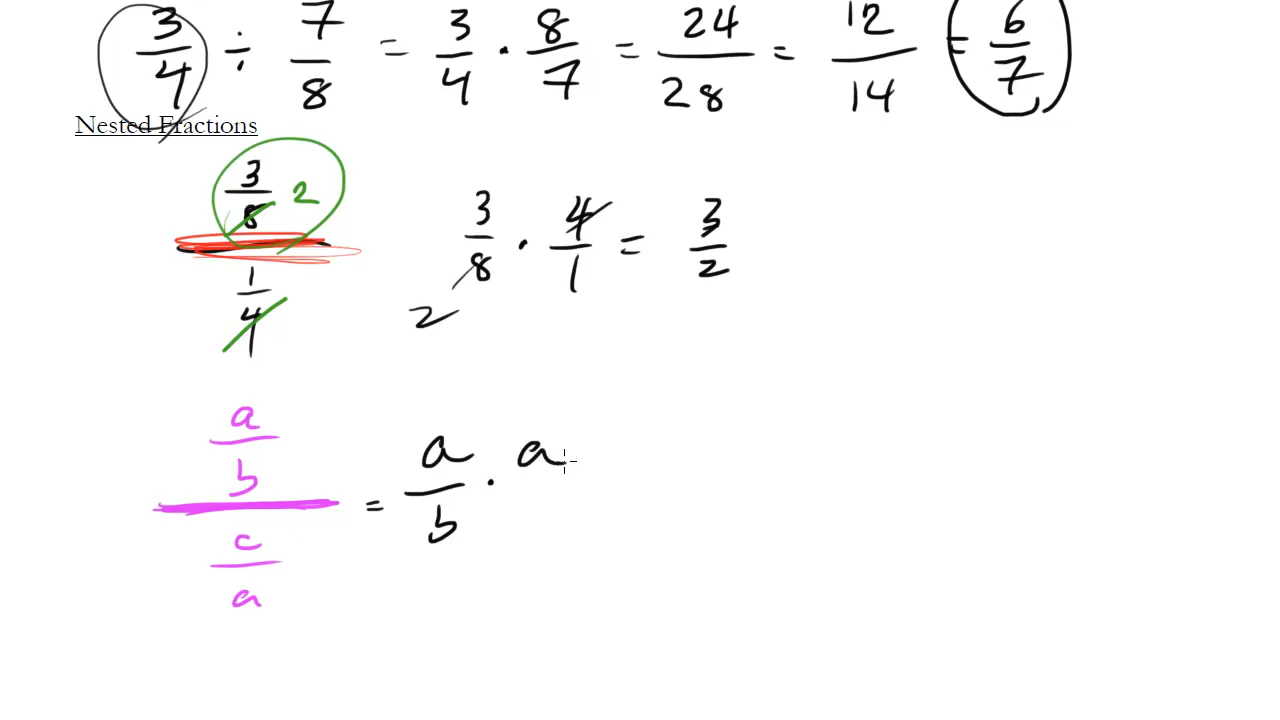 3/4 ÷ 7/8 = 3/4 · 8/7 = 24/28 = 12/14 = 6/7
Nested Fractions
3/8 2
1/4
3/8 · 4/1 = 3/2
2
a/b
c/a
= a/b · a